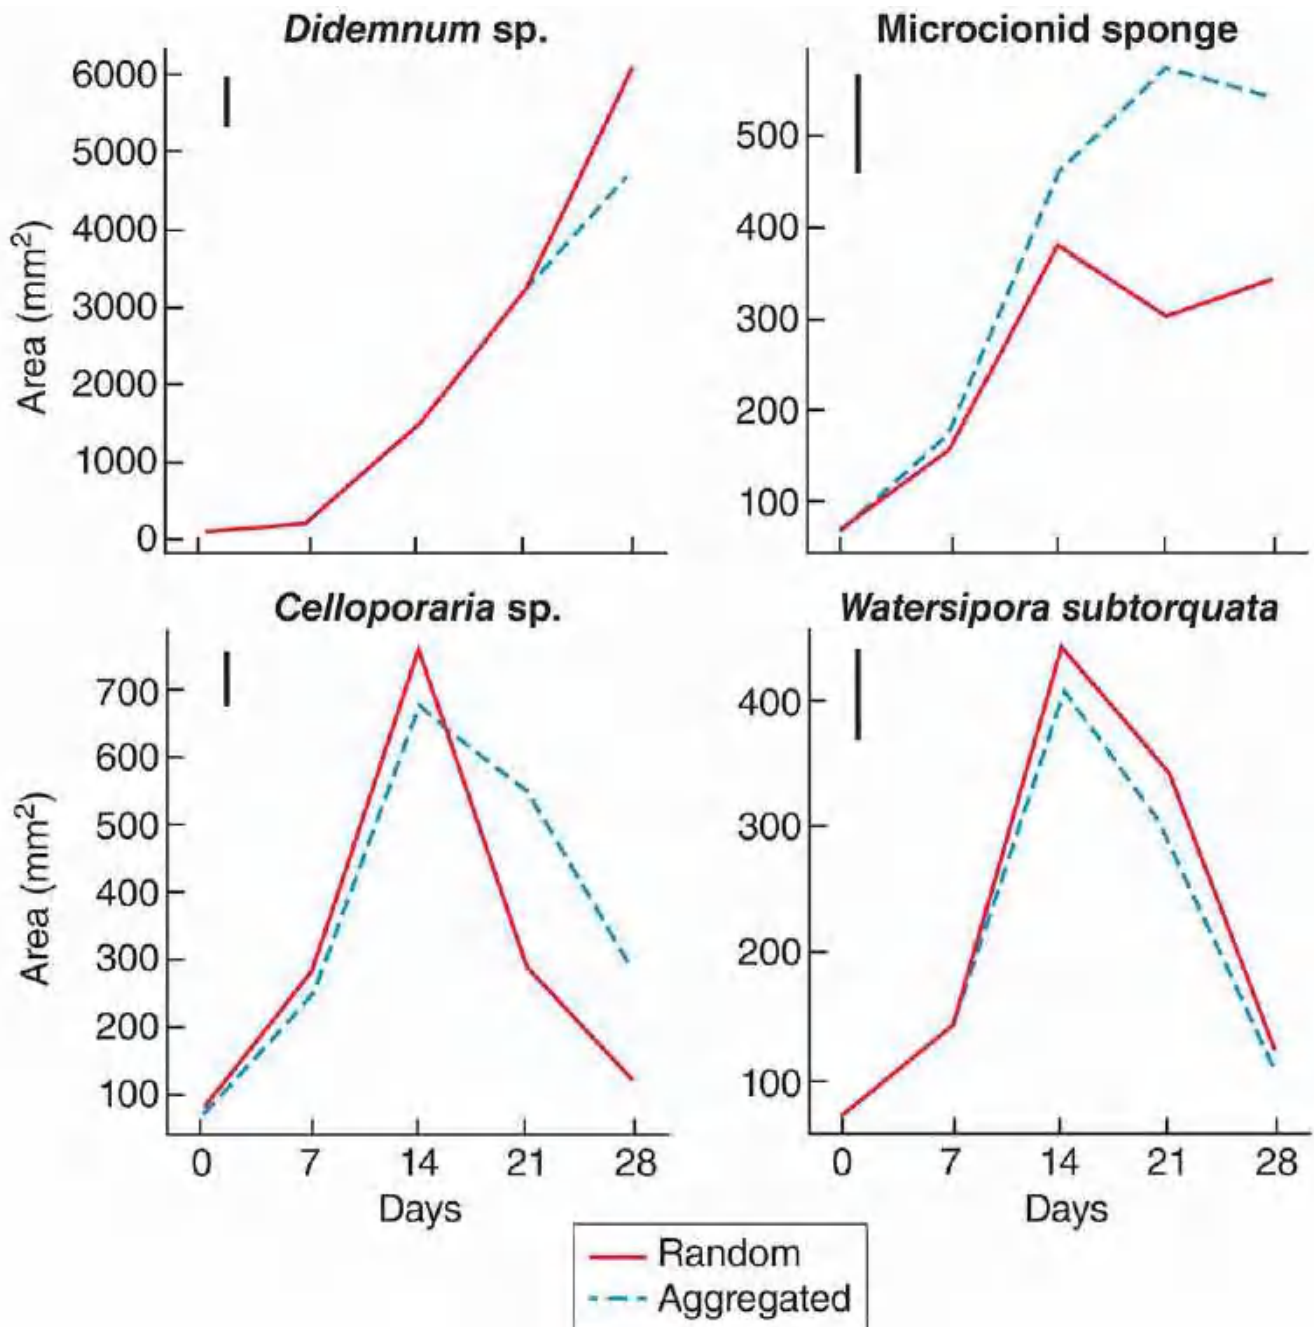 Didemnum sp.
Microcionid sponge
Area (mm²)
6000
5000
4000
3000
2000
1000
0
500
400
300
200
100
Celloporaria sp.
Watersipora subtorquata
Area (mm²)
700
600
500
400
300
200
100
0 7 14 21 28
Days
400
300
200
100
0 7 14 21 28
Days
Random
Aggregated